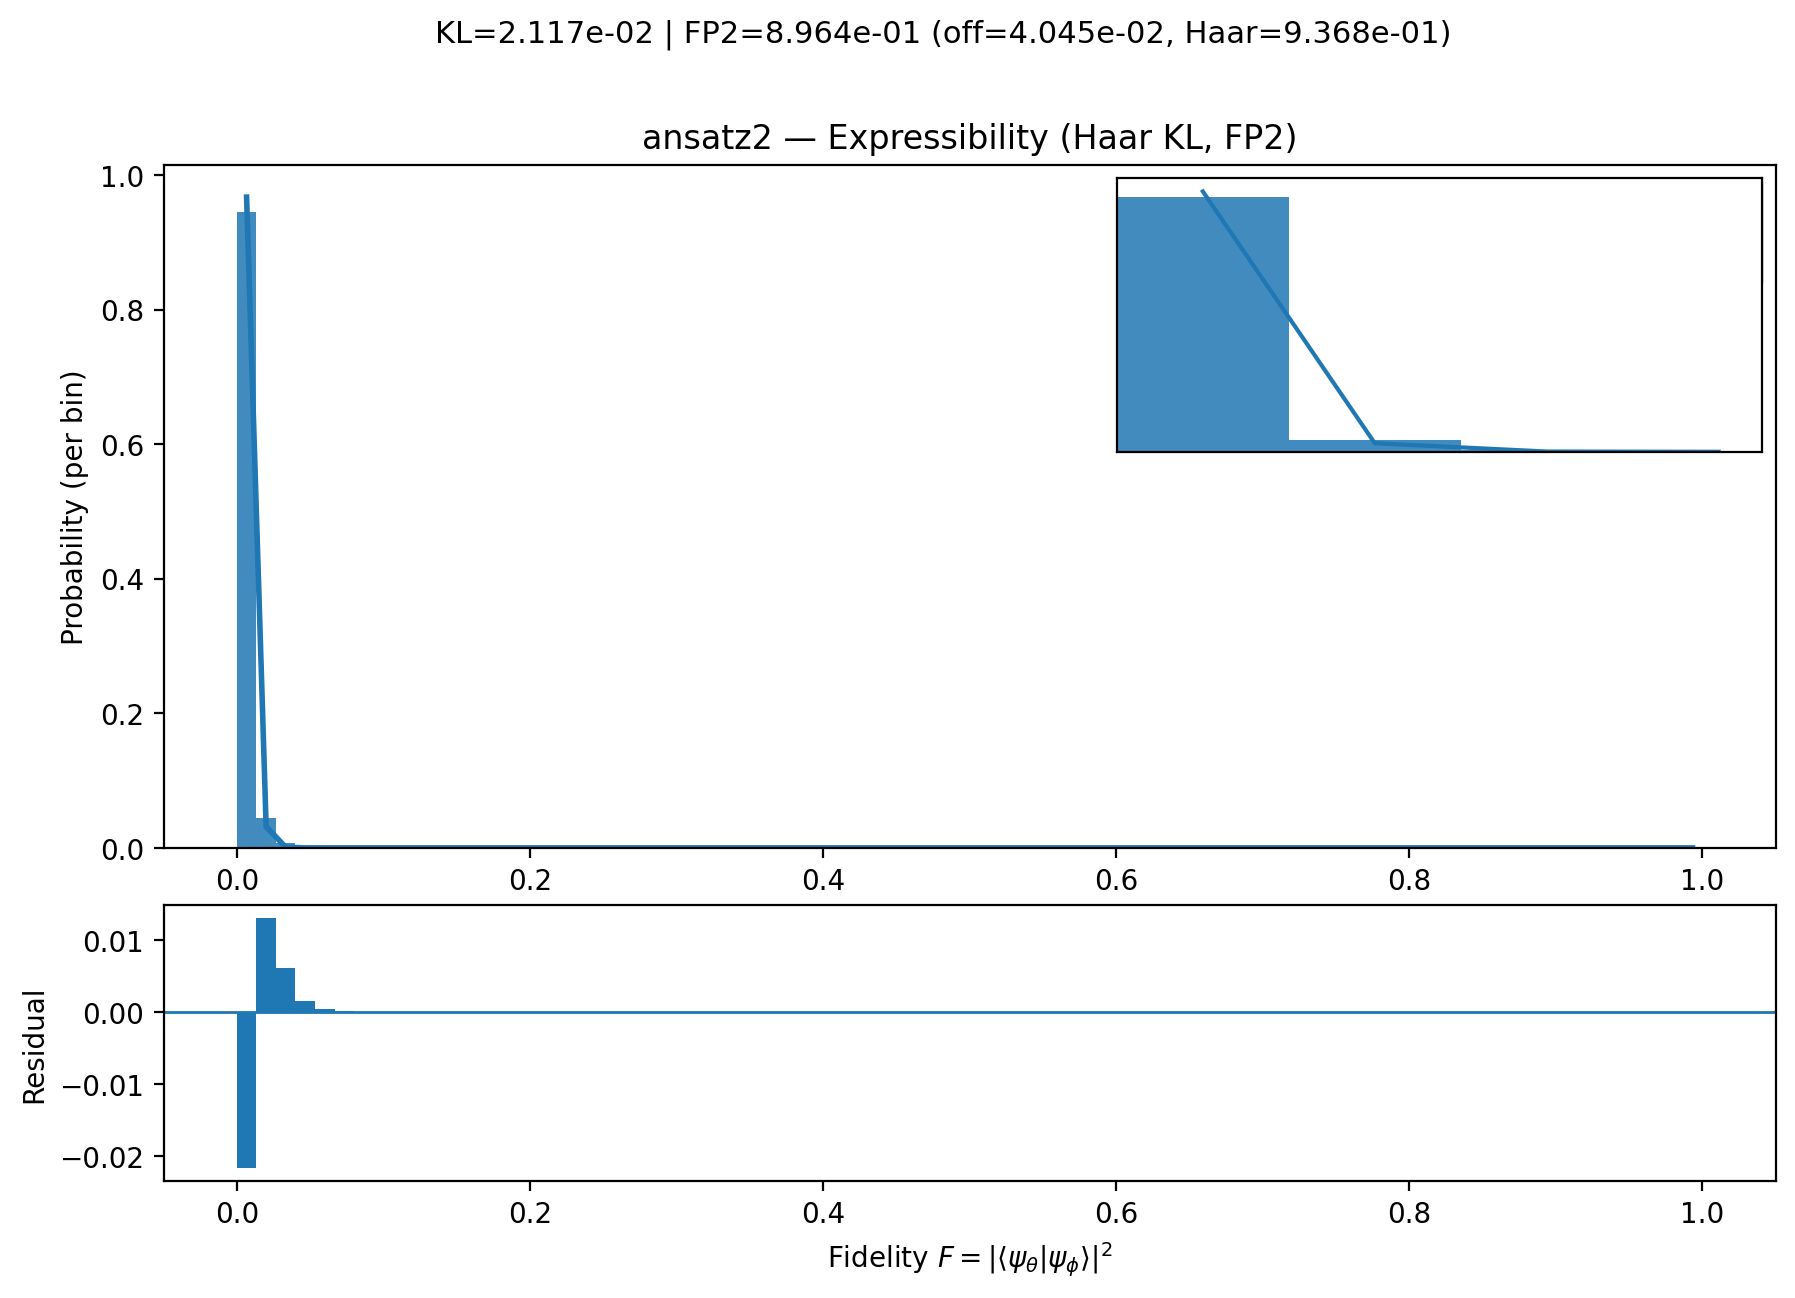 KL=2.117e-02 | FP2=8.964e-01 (off=4.045e-02, Haar=9.368e-01)
ansatz2 — Expressibility (Haar KL, FP2)
Probability (per bin)
1.0
0.8
0.6
0.4
0.2
0.0
0.0 0.2 0.4 0.6 0.8 1.0
Residual
0.01
0.00
−0.01
−0.02
0.0 0.2 0.4 0.6 0.8 1.0
Fidelity F = |⟨ψ_θ|ψ_ϕ⟩|²